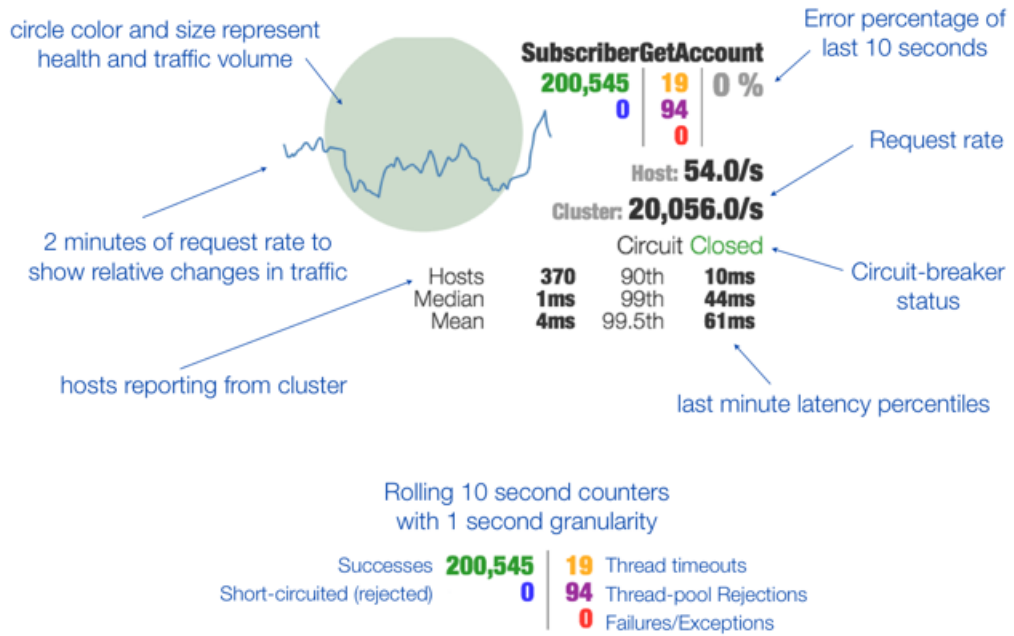 circle color and size represent
health and traffic volume
Error percentage of
last 10 seconds
SubscriberGetAccount
200,545 19 0 %
0 94
0
Request rate
Host: 54.0/s
Cluster: 20,056.0/s
2 minutes of request rate to
show relative changes in traffic
Circuit Closed
Circuit-breaker
status
Hosts 370 90th 10ms
Median 1ms 99th 44ms
Mean 4ms 99.5th 61ms
hosts reporting from cluster
last minute latency percentiles
Rolling 10 second counters
with 1 second granularity
Successes 200,545 19 Thread timeouts
Short-circuited (rejected) 0 94 Thread-pool Rejections
0 Failures/Exceptions